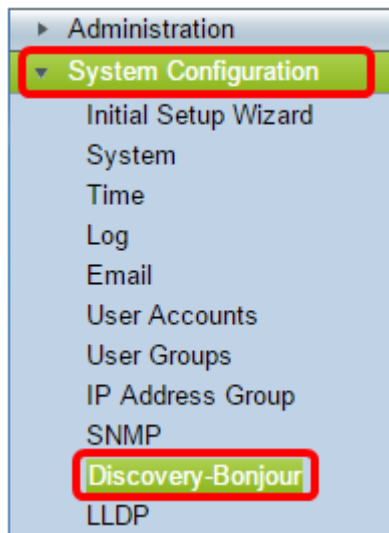 Administration
System Configuration
Initial Setup Wizard
System
Time
Log
Email
User Accounts
User Groups
IP Address Group
SNMP
Discovery-Bonjour
LLDP